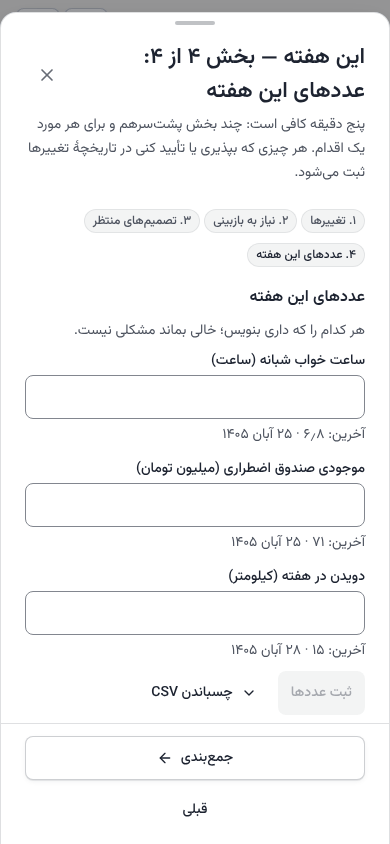 این هفته — بخش ۴ از ۴:
عددهای این هفته
پنج دقیقه کافی است: چند بخش پشت‌سرهم و برای هر مورد
یک اقدام. هر چیزی که بپذیری یا تأیید کنی در تاریخچهٔ تغییرها
ثبت می‌شود.
۱. تغییرها
۲. نیاز به بازبینی
۳. تصمیم‌های منتظر
۴. عددهای این هفته
عددهای این هفته
هر کدام را که داری بنویس؛ خالی بماند مشکلی نیست.
ساعت خواب شبانه (ساعت)
آخرین: ۶٫۸ · ۲۵ آبان ۱۴۰۵
موجودی صندوق اضطراری (میلیون تومان)
آخرین: ۷۱ · ۲۵ آبان ۱۴۰۵
دویدن در هفته (کیلومتر)
آخرین: ۱۵ · ۲۸ آبان ۱۴۰۵
ثبت عددها
چسباندن CSV
جمع‌بندی ←
قبلی